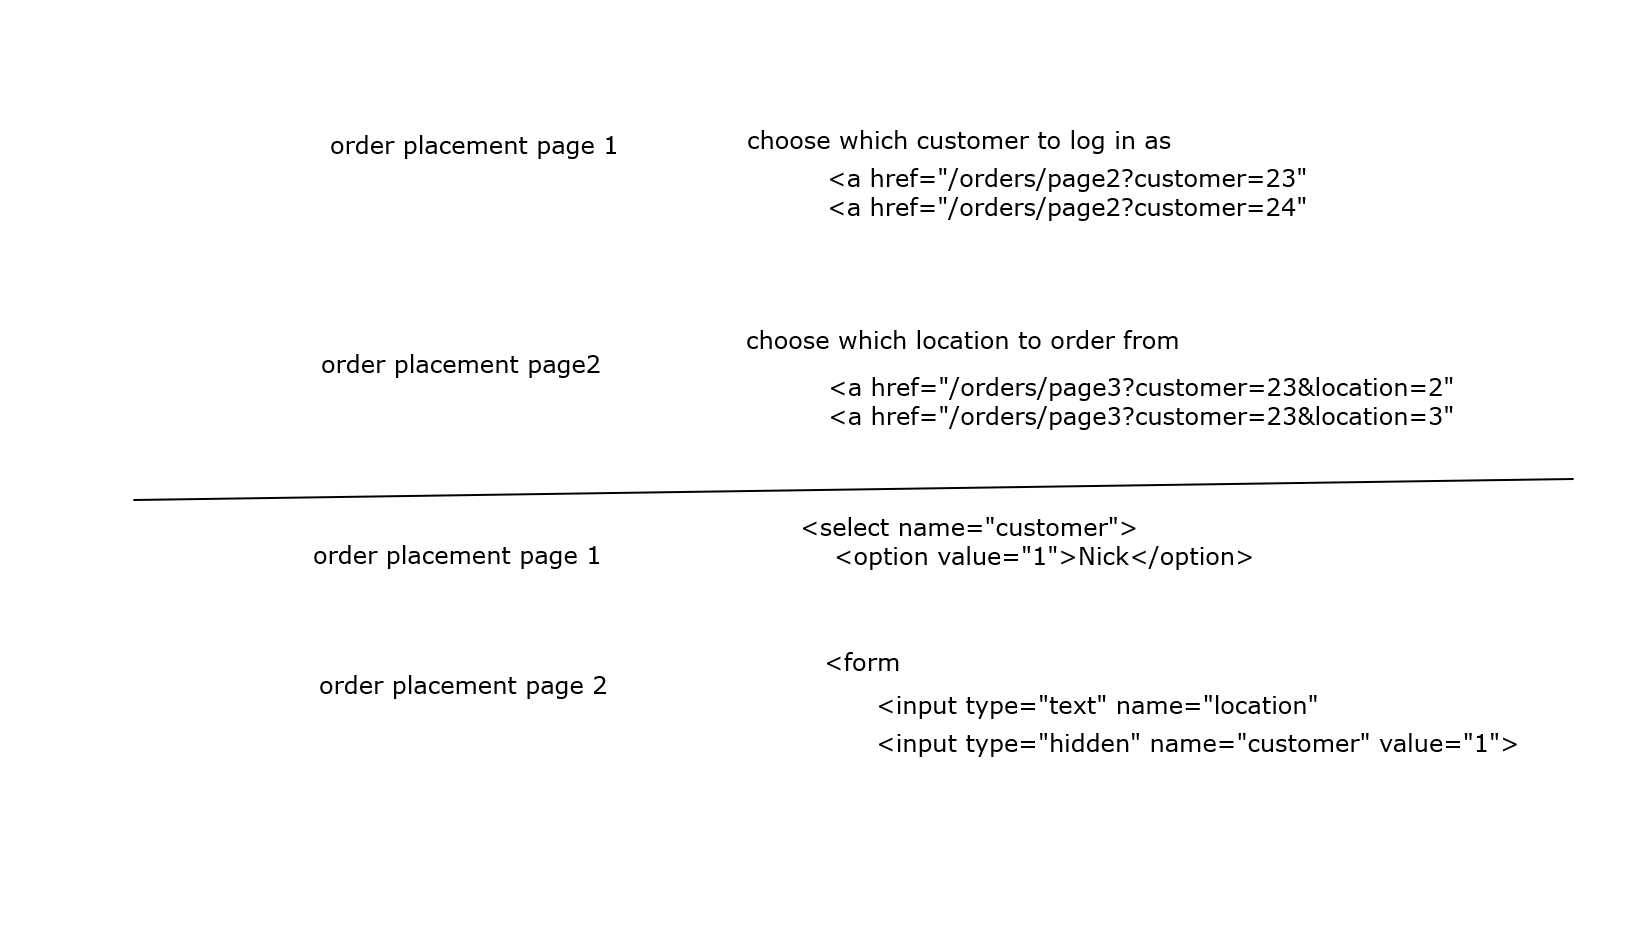 order placement page 1
choose which customer to log in as
<a href="/orders/page2?customer=23"
<a href="/orders/page2?customer=24"
order placement page2
choose which location to order from
<a href="/orders/page3?customer=23&location=2"
<a href="/orders/page3?customer=23&location=3"
order placement page 1
<select name="customer">
<option value="1">Nick</option>
order placement page 2
<form
<input type="text" name="location"
<input type="hidden" name="customer" value="1">